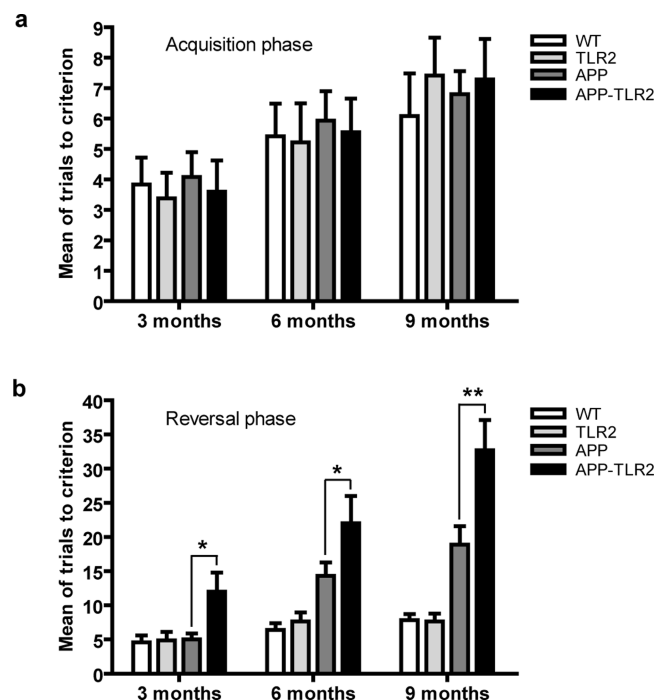 a
Acquisition phase
Mean of trials to criterion
9
8
7
6
5
4
3
2
1
0
3 months
6 months
9 months
WT
TLR2
APP
APP-TLR2
b
Reversal phase
Mean of trials to criterion
40
35
30
25
20
15
10
5
0
*
*
**
3 months
6 months
9 months
WT
TLR2
APP
APP-TLR2